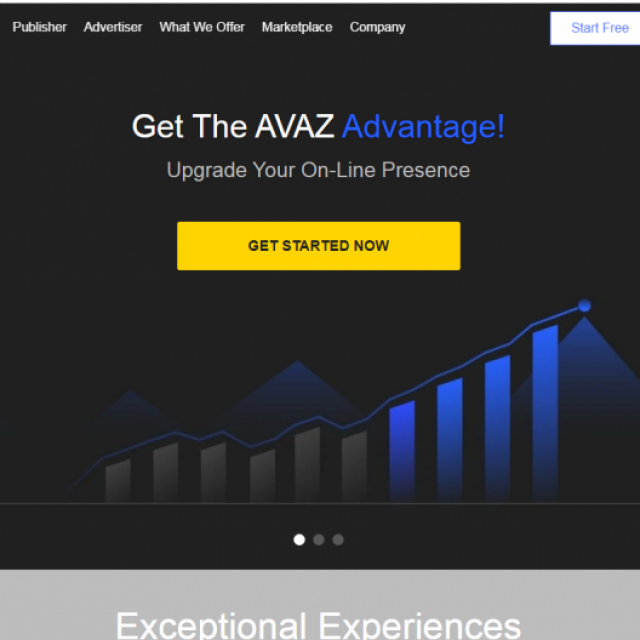 Publisher Advertiser What We Offer Marketplace Company Start Free
Get The AVAZ Advantage!
Upgrade Your On-Line Presence
GET STARTED NOW
Exceptional Experiences